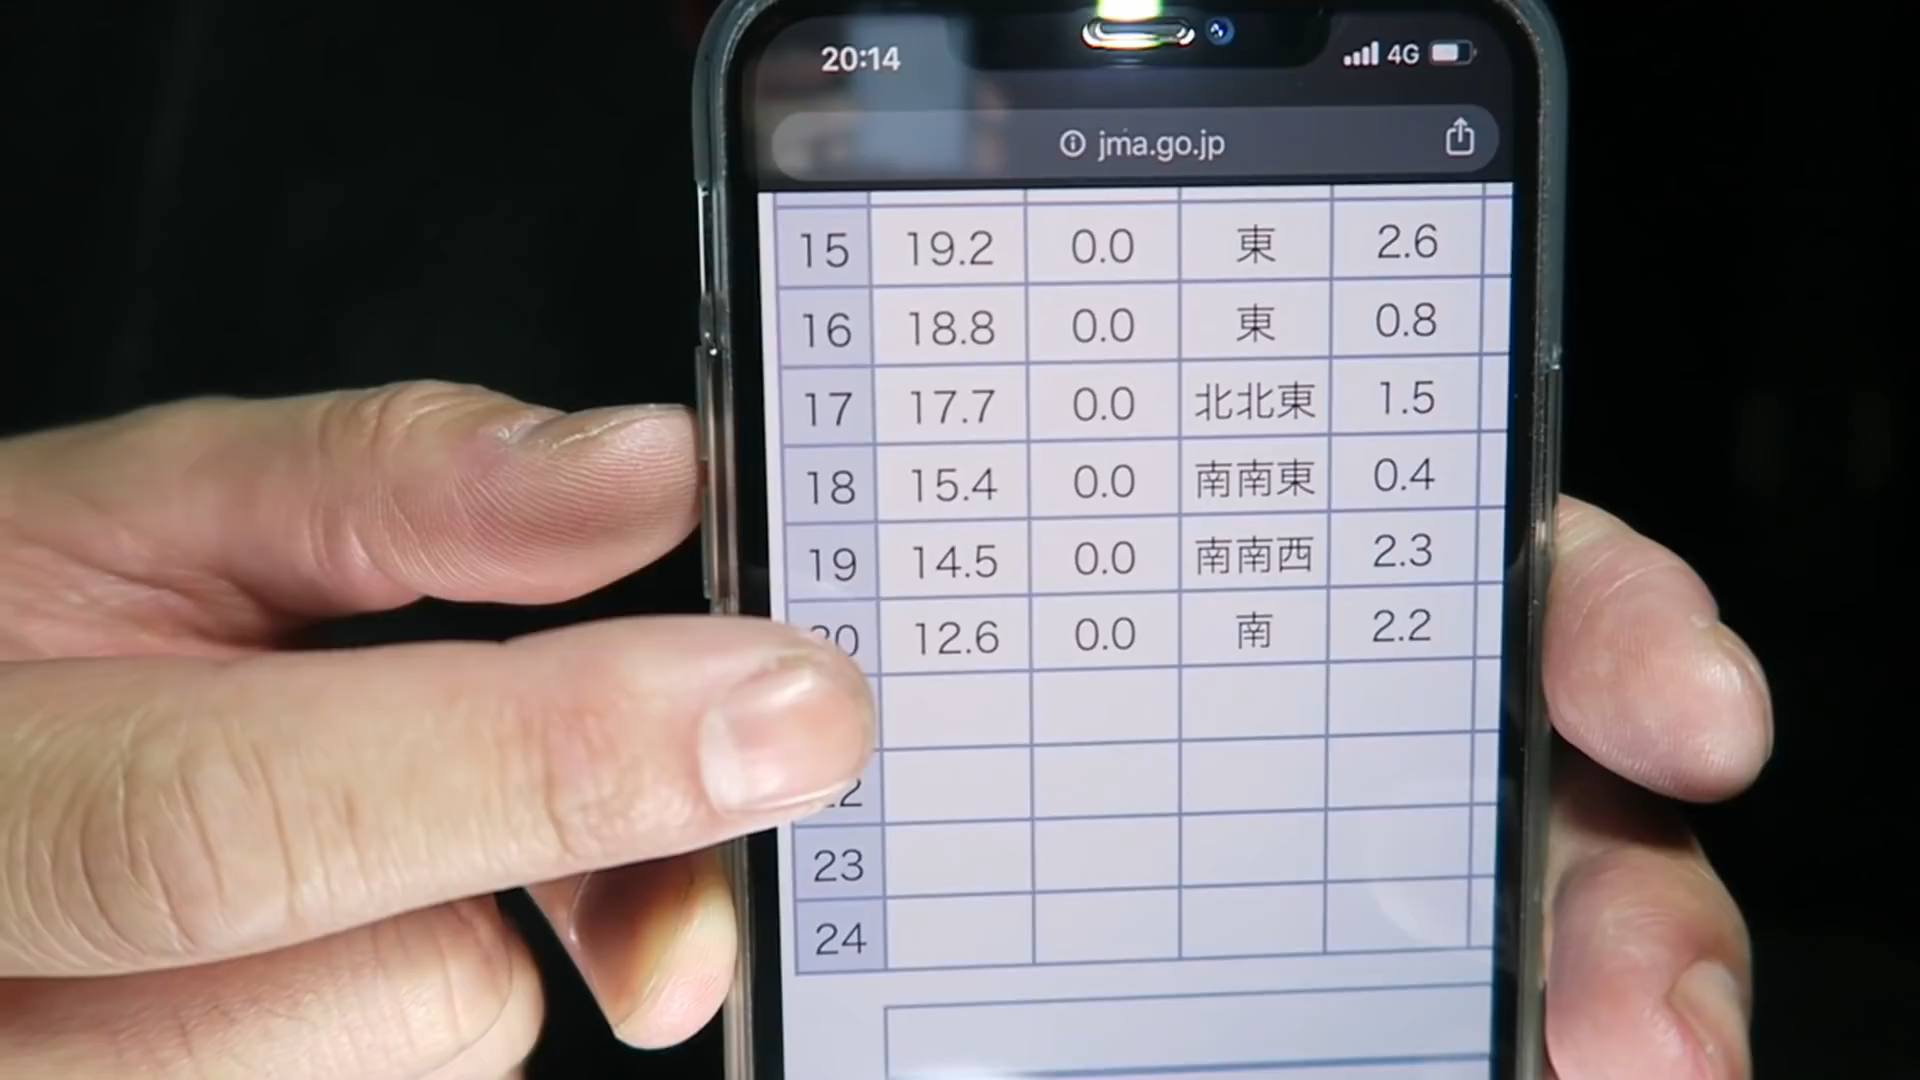 20:14 4G
jma.go.jp
15 19.2 0.0 東 2.6
16 18.8 0.0 東 0.8
17 17.7 0.0 北北東 1.5
18 15.4 0.0 南南東 0.4
19 14.5 0.0 南南西 2.3
20 12.6 0.0 南 2.2
22
23
24